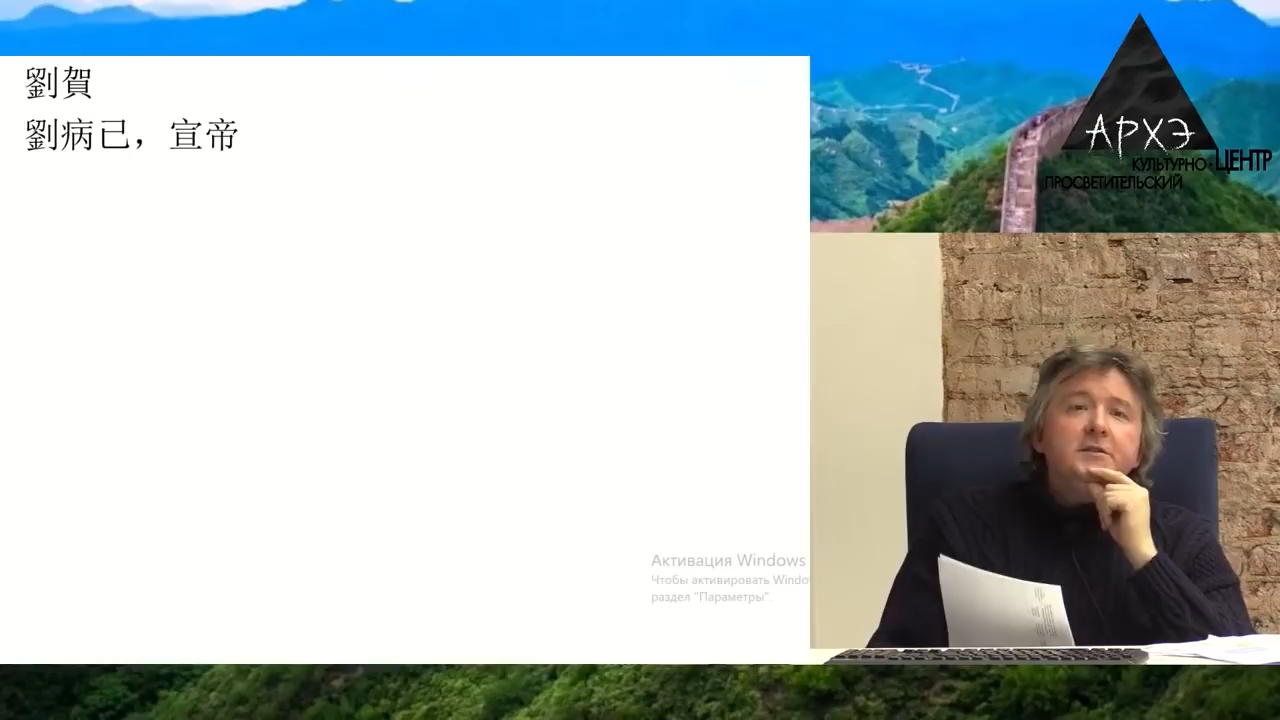 劉賀
劉病已，宣帝
АРХЭ
КУЛЬТУРНО-ЦЕНТР
ПРОСВЕТИТЕЛЬСКИЙ
Активация Windows
Чтобы активировать Windo
раздел "Параметры".